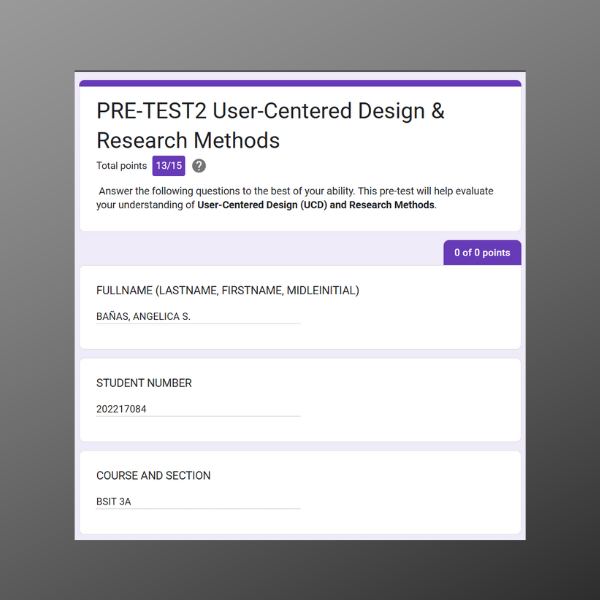 PRE-TEST2 User-Centered Design &
Research Methods
Total points 13/15 ?
Answer the following questions to the best of your ability. This pre-test will help evaluate
your understanding of User-Centered Design (UCD) and Research Methods.
0 of 0 points
FULLNAME (LASTNAME, FIRSTNAME, MIDLEINITIAL)
BAÑAS, ANGELICA S.
STUDENT NUMBER
202217084
COURSE AND SECTION
BSIT 3A